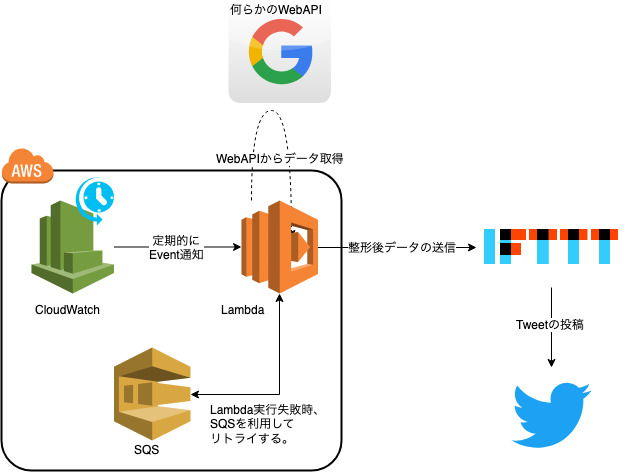 何らかのWebAPI
WebAPIからデータ取得
AWS
定期的に
Event通知
整形後データの送信
IFTTT
CloudWatch
Lambda
Tweetの投稿
Lambda実行失敗時、
SQSを利用して
リトライする。
SQS